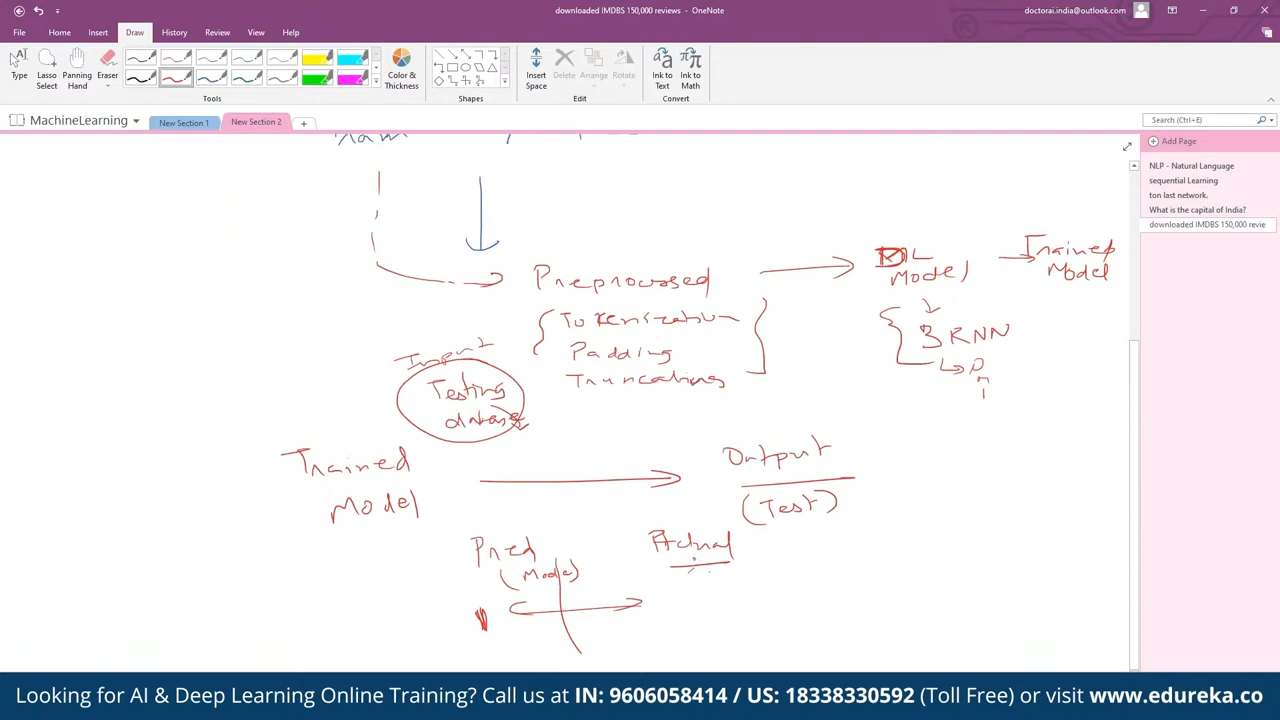 downloaded IMDBS 150,000 reviews - OneNote
doctorai.india@outlook.com
File Home Insert Draw History Review View Help
Type
Lasso Select
Panning Hand
Eraser
Color & Thickness
Insert Space
Delete
Arrange
Rotate
Ink to Text
Ink to Math
Tools
Shapes
Edit
Convert
MachineLearning
New Section 1
New Section 2
Search (Ctrl+E)
Add Page
NLP - Natural Language
sequential Learning
ton last network.
What is the capital of India?
downloaded IMDBS 150,000 revie
Preprocessed
DL Model
Trained Model
Tokenization
Padding
Truncations
3 RNN
Input
Testing
database
Trained
Model
Output
(Test)
Pred
(Model)
Actual
Looking for AI & Deep Learning Online Training? Call us at IN: 9606058414 / US: 18338330592 (Toll Free) or visit www.edureka.co